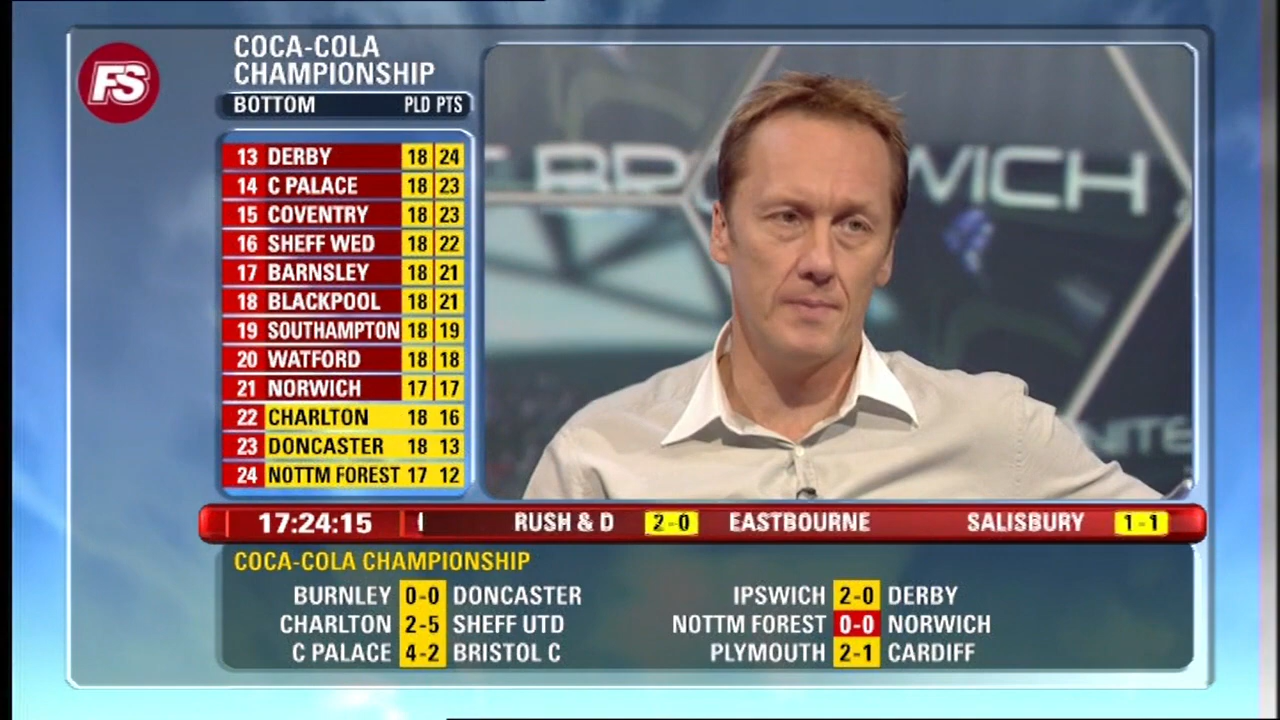 FS
COCA-COLA
CHAMPIONSHIP
BOTTOM PLD PTS
13 DERBY 18 24
14 C PALACE 18 23
15 COVENTRY 18 23
16 SHEFF WED 18 22
17 BARNSLEY 18 21
18 BLACKPOOL 18 21
19 SOUTHAMPTON 18 19
20 WATFORD 18 18
21 NORWICH 17 17
22 CHARLTON 18 16
23 DONCASTER 18 13
24 NOTTM FOREST 17 12
17:24:15 RUSH & D 2-0 EASTBOURNE SALISBURY 1-1
COCA-COLA CHAMPIONSHIP
BURNLEY 0-0 DONCASTER IPSWICH 2-0 DERBY
CHARLTON 2-5 SHEFF UTD NOTTM FOREST 0-0 NORWICH
C PALACE 4-2 BRISTOL C PLYMOUTH 2-1 CARDIFF